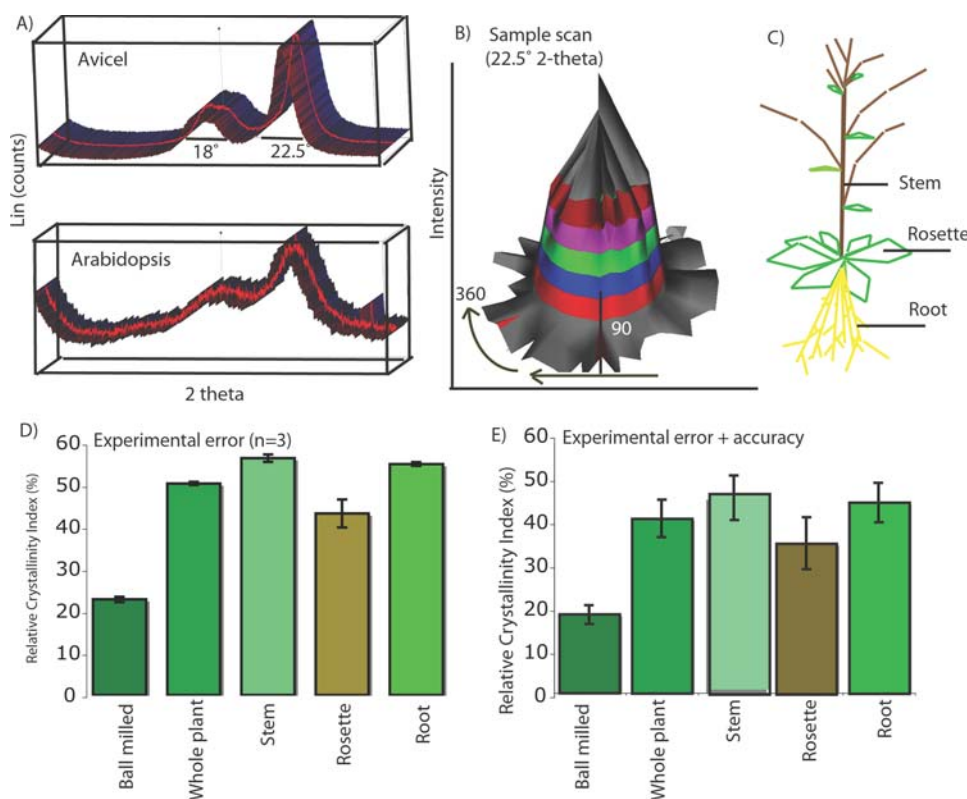 A)
Avicel
18°
22.5°
Arabidopsis
Lin (counts)
2 theta
B)
Sample scan
(22.5° 2-theta)
Intensity
360
90
C)
Stem
Rosette
Root
D)
Experimental error (n=3)
Relative Crystallinity Index (%)
60
50
40
30
20
10
0
Ball milled
Whole plant
Stem
Rosette
Root
E)
Experimental error + accuracy
Relative Crystallinity Index (%)
60
50
40
30
20
10
0
Ball milled
Whole plant
Stem
Rosette
Root